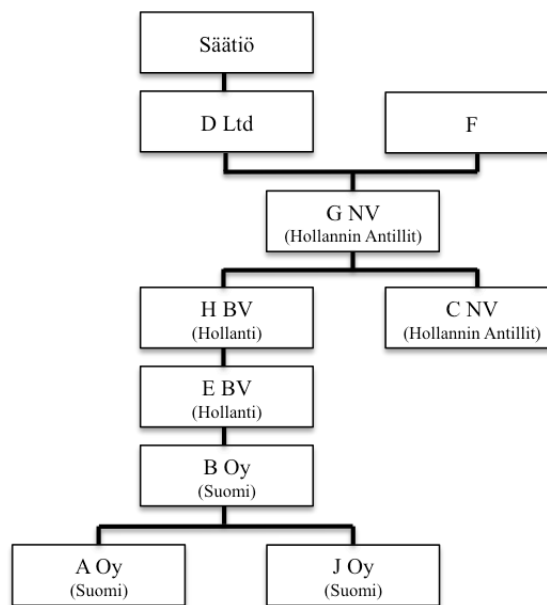 Säätiö
D Ltd
F
G NV
(Hollannin Antillit)
H BV
(Hollanti)
C NV
(Hollannin Antillit)
E BV
(Hollanti)
B Oy
(Suomi)
A Oy
(Suomi)
J Oy
(Suomi)